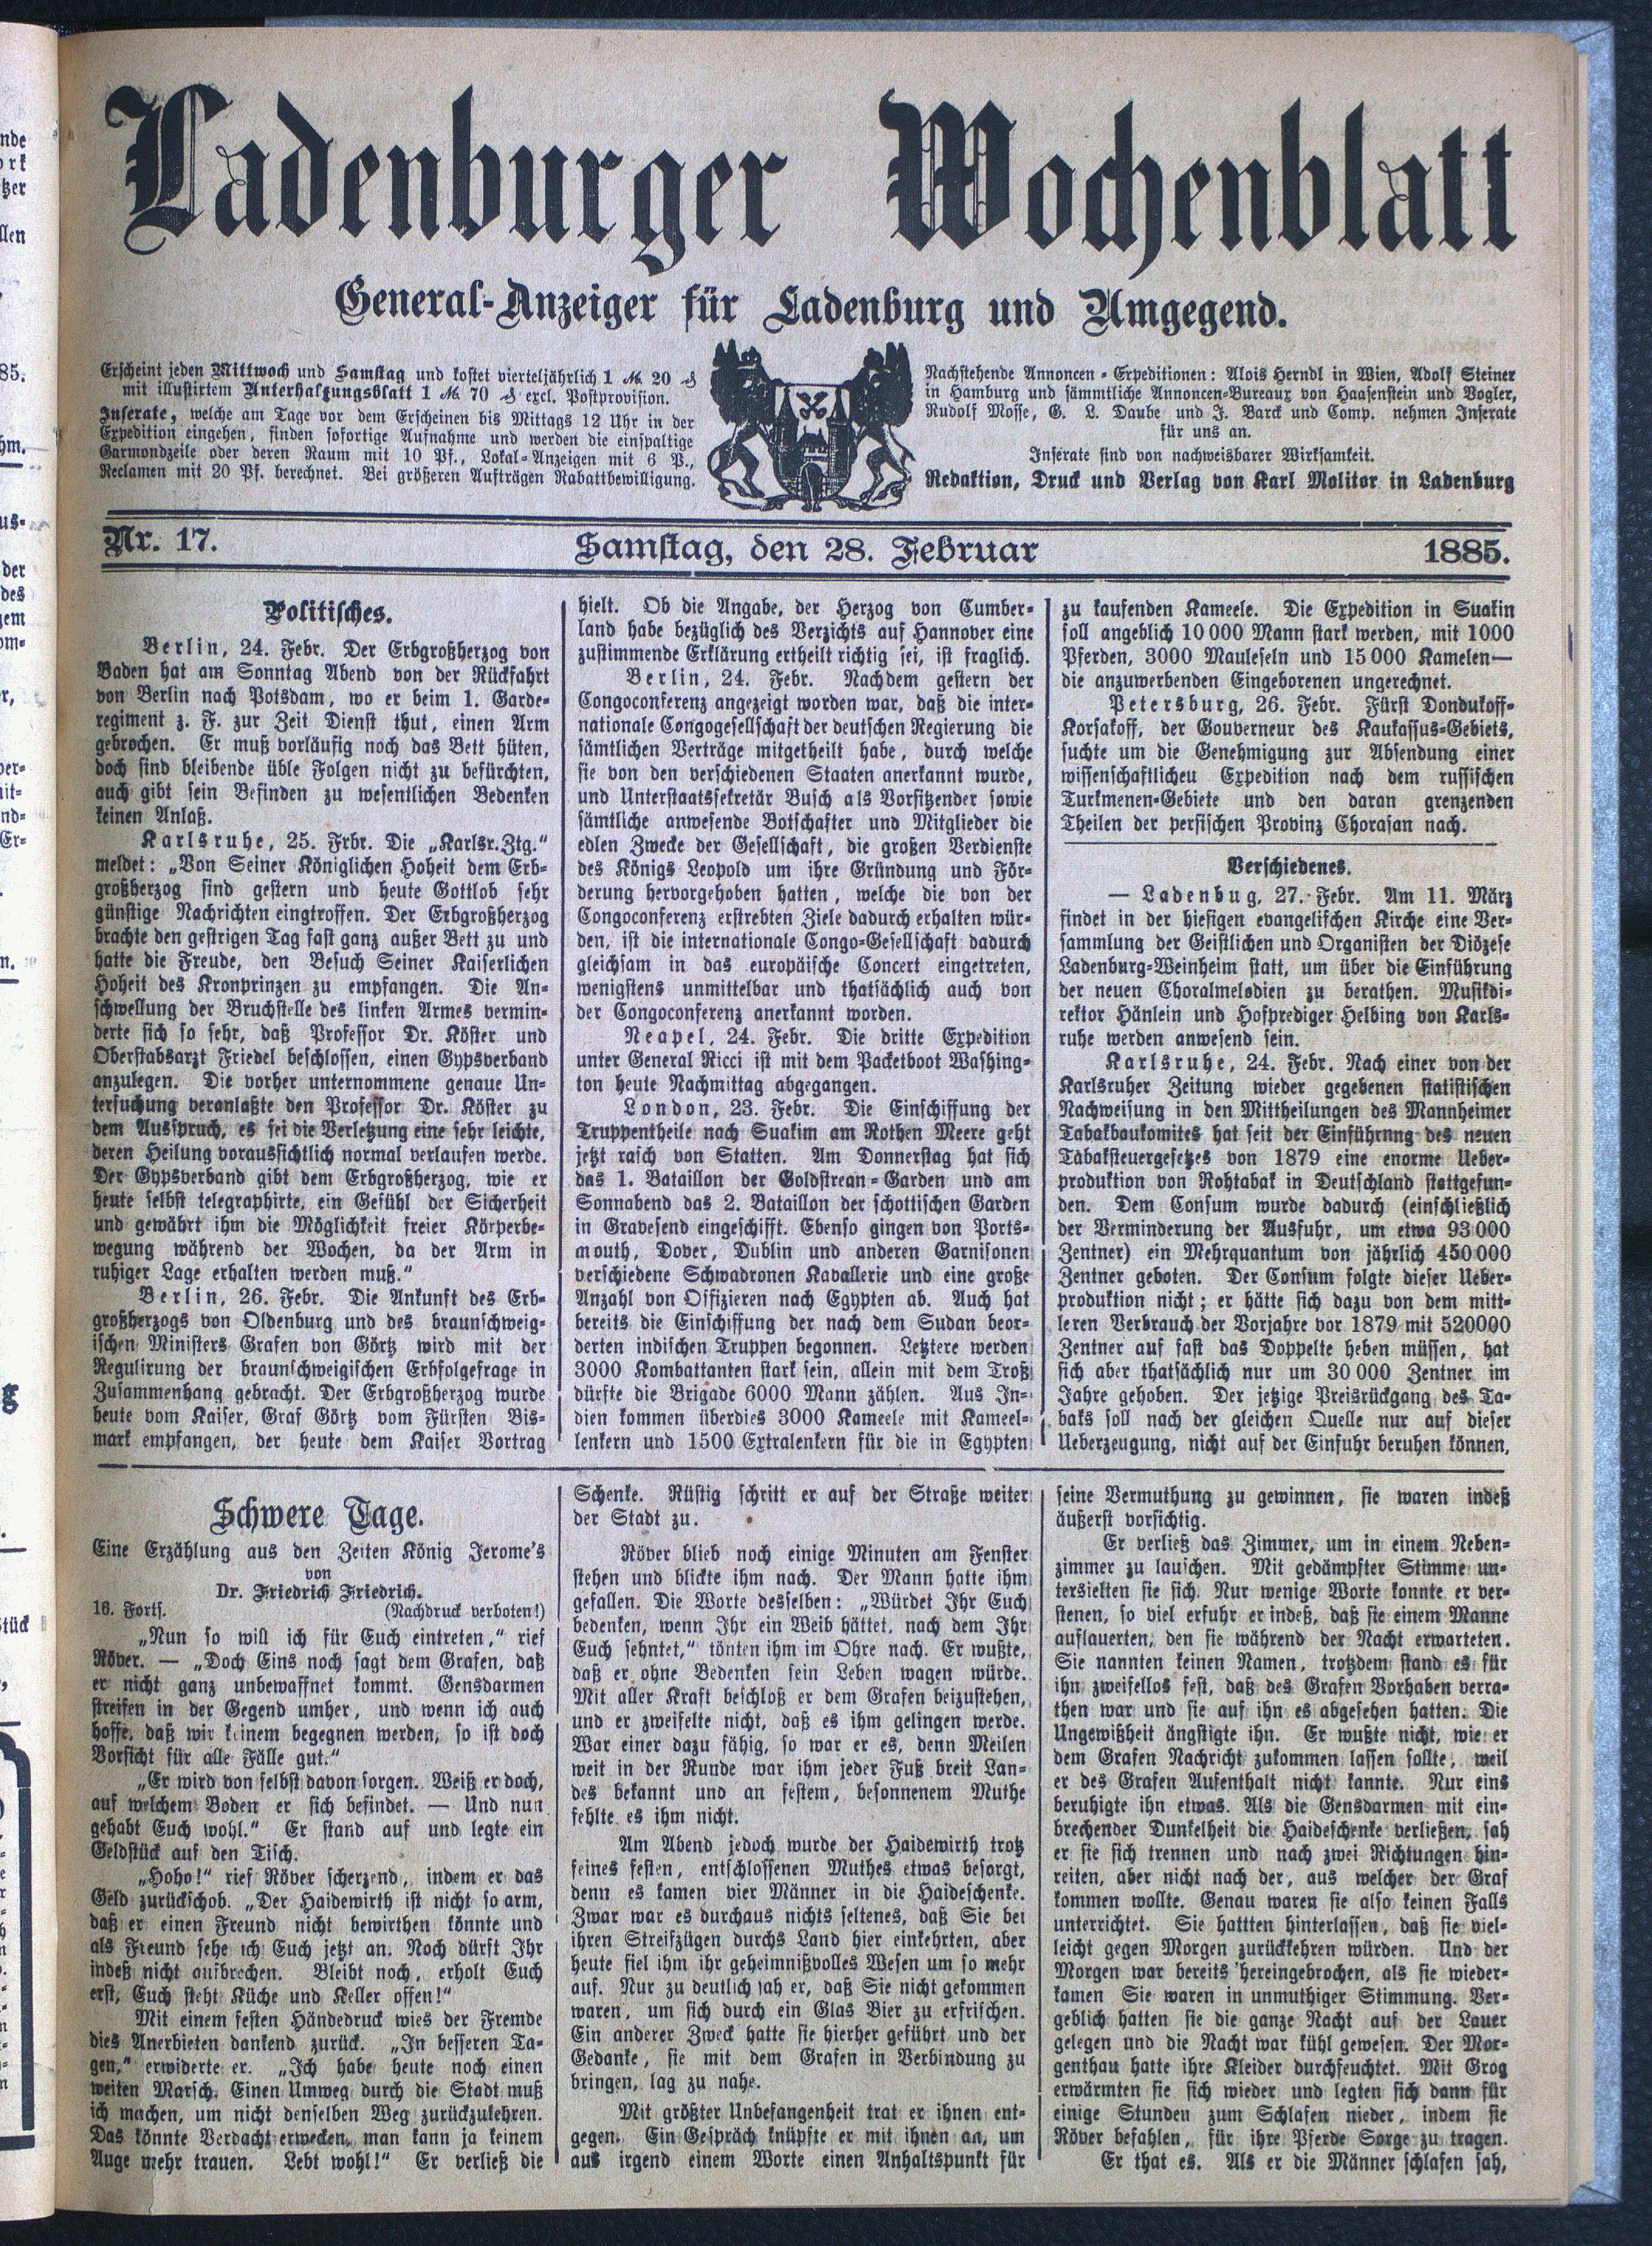 Ladenburger Wochenblatt
General-Anzeiger für Ladenburg und Umgegend.
Erscheint jeden Mittwoch und Samstag und kostet vierteljährlich 1 M. 20 ₰
mit illustirtem Unterhaltungsblatt 1 M. 70 ₰ excl. Postprovision.
Inserate, welche am Tage vor dem Erscheinen bis Mittags 12 Uhr in der
Expedition eingehen, finden sofortige Aufnahme und werden die einspaltige
Garmondzeile oder deren Raum mit 10 Pf., Lokal-Anzeigen mit 6 P.,
Reclamen mit 20 Pf. berechnet. Bei größeren Aufträgen Rabattbewilligung.
Nachstehende Annoncen-Expeditionen: Alois Herndl in Wien, Adolf Steiner
in Hamburg und sämmtliche Annoncen-Bureaux von Haasenstein und Vogler,
Rudolf Mosse, G. L. Daube und J. Barck und Comp. nehmen Inserate
für uns an.
Inserate sind von nachweisbarer Wirksamkeit.
Redaktion, Druck und Verlag von Karl Molitor in Ladenburg
Nr. 17. Samstag, den 28. Februar 1885.
Politisches.
Berlin, 24. Febr. Der Erbgroßherzog von
Baden hat am Sonntag Abend von der Rückfahrt
von Berlin nach Potsdam, wo er beim 1. Garde-
regiment z. F. zur Zeit Dienst thut, einen Arm
gebrochen. Er muß vorläufig noch das Bett hüten,
doch sind bleibende üble Folgen nicht zu befürchten,
auch gibt sein Befinden zu wesentlichen Bedenken
keinen Anlaß.
Karlsruhe, 25. Frbr. Die „Karlsr. Ztg.“
meldet: „Von Seiner Königlichen Hoheit dem Erb-
großherzog sind gestern und heute Gottlob sehr
günstige Nachrichten eingtroffen. Der Erbgroßherzog
brachte den gestrigen Tag fast ganz außer Bett zu und
hatte die Freude, den Besuch Seiner Kaiserlichen
Hoheit des Kronprinzen zu empfangen. Die An-
schwellung der Bruchstelle des linken Armes vermin-
derte sich so sehr, daß Professor Dr. Köster und
Oberstabsarzt Friedel beschlossen, einen Gypsverband
anzulegen. Die vorher unternommene genaue Un-
tersuchung veranlaßte den Professor Dr. Köster zu
dem Ausspruch, es sei die Verletzung eine sehr leichte,
deren Heilung voraussichtlich normal verlaufen werde.
Der Gypsverband gibt dem Erbgroßherzog, wie er
heute selbst telegraphirte, ein Gefühl der Sicherheit
und gewährt ihm die Möglichkeit freier Körperbe-
wegung während der Wochen, da der Arm in
ruhiger Lage erhalten werden muß.“
Berlin, 26. Febr. Die Ankunft des Erb-
großherzogs von Oldenburg und des braunschweig-
ischen Ministers Grafen von Görtz wird mit der
Regulirung der braunschweigischen Erbfolgefrage in
Zusammenhang gebracht. Der Erbgroßherzog wurde
heute vom Kaiser, Graf Görtz vom Fürsten Bis-
mark empfangen, der heute dem Kaiser Vortrag
hielt. Ob die Angabe, der Herzog von Cumber-
land habe bezüglich des Verzichts auf Hannover eine
zustimmende Erklärung ertheilt richtig sei, ist fraglich.
Berlin, 24. Febr. Nachdem gestern der
Congoconferenz angezeigt worden war, daß die inter-
nationale Congogesellschaft der deutschen Regierung die
sämtlichen Verträge mitgetheilt habe, durch welche
sie von den verschiedenen Staaten anerkannt wurde,
und Unterstaatssekretär Busch als Vorsitzender sowie
sämtliche anwesende Botschafter und Mitglieder die
edlen Zwecke der Gesellschaft, die großen Verdienste
des Königs Leopold um ihre Gründung und För-
derung hervorgehoben hatten, welche die von der
Congoconferenz erstrebten Ziele dadurch erhalten wür-
den, ist die internationale Congo-Gesellschaft dadurch
gleichsam in das europäische Concert eingetreten,
wenigstens unmittelbar und thatsächlich auch von
der Congoconferenz anerkannt worden.
Neapel, 24. Febr. Die dritte Expedition
unter General Ricci ist mit dem Packetboot Washing-
ton heute Nachmittag abgegangen.
London, 23. Febr. Die Einschiffung der
Truppentheile nach Suakim am Rothen Meere geht
jetzt rasch von Statten. Am Donnerstag hat sich
das 1. Bataillon der Goldstrean-Garden und am
Sonnabend das 2. Bataillon der schottischen Garden
in Gravesend eingeschifft. Ebenso gingen von Ports-
mouth, Dover, Dublin und anderen Garnisonen
verschiedene Schwadronen Kavallerie und eine große
Anzahl von Offizieren nach Egypten ab. Auch hat
bereits die Einschiffung der nach dem Sudan beor-
derten indischen Truppen begonnen. Letztere werden
3000 Kombattanten stark sein, allein mit dem Troß
dürfte die Brigade 6000 Mann zählen. Aus In-
dien kommen überdies 3000 Kameele mit Kameel-
lenkern und 1500 Extralenkern für die in Egypten
zu kaufenden Kameele. Die Expedition in Suakin
soll angeblich 10 000 Mann stark werden, mit 1000
Pferden, 3000 Mauleseln und 15 000 Kamelen—
die anzuwerbenden Eingeborenen ungerechnet.
Petersburg, 26. Febr. Fürst Dondukoff-
Korsakoff, der Gouverneur des Kaukassus-Gebiets,
suchte um die Genehmigung zur Absendung einer
wissenschaftlicheu Expedition nach dem russischen
Turkmenen-Gebiete und den daran grenzenden
Theilen der persischen Provinz Chorasan nach.
Verschiedenes.
— Ladenbug, 27. Febr. Am 11. März
findet in der hiesigen evangelischen Kirche eine Ver-
sammlung der Geistlichen und Organisten der Diözese
Ladenburg-Weinheim statt, um über die Einführung
der neuen Choralmelodien zu berathen. Musikdi-
rektor Hänlein und Hofprediger Helbing von Karls-
ruhe werden anwesend sein.
Karlsruhe, 24. Febr. Nach einer von der
Karlsruher Zeitung wieder gegebenen statistischen
Nachweisung in den Mittheilungen des Mannheimer
Tabakbaukomites hat seit der Einführnng des neuen
Tabaksteuergesetzes von 1879 eine enorme Ueber-
produktion von Rohtabak in Deutschland stattgefun-
den. Dem Consum wurde dadurch (einschließlich
der Verminderung der Ausfuhr, um etwa 93 000
Zentner) ein Mehrquantum von jährlich 450 000
Zentner geboten. Der Consum folgte dieser Ueber-
produktion nicht; er hätte sich dazu von dem mitt-
leren Verbrauch der Vorjahre vor 1879 mit 520000
Zentner auf fast das Doppelte heben müssen, hat
sich aber thatsächlich nur um 30 000 Zentner im
Jahre gehoben. Der jetzige Preisrückgang des Ta-
baks soll nach der gleichen Quelle nur auf dieser
Ueberzeugung, nicht auf der Einfuhr beruhen können,
Schwere Tage.
Eine Erzählung aus den Zeiten König Jerome's
von
Dr. Friedrich Friedrich.
16. Forts. (Nachdruck verboten!)
„Nun so will ich für Euch eintreten,“ rief
Röver. — „Doch Eins noch sagt dem Grafen, daß
er nicht ganz unbewaffnet kommt. Gensdarmen
streifen in der Gegend umher, und wenn ich auch
hoffe, daß wir keinem begegnen werden, so ist doch
Vorsicht für alle Fälle gut.“
„Er wird von selbst davon sorgen. Weiß er doch,
auf welchem Boden er sich befindet. — Und nun
gehabt Euch wohl.“ Er stand auf und legte ein
Geldstück auf den Tisch.
„Hoho!“ rief Röver scherzend, indem er das
Geld zurückschob. „Der Haidewirth ist nicht so arm,
daß er einen Freund nicht bewirthen könnte und
als Freund sehe ich Euch jetzt an. Noch dürft Ihr
indeß nicht aufbrechen. Bleibt noch, erholt Euch
erst, Euch steht Küche und Keller offen!“
Mit einem festen Händedruck wies der Fremde
dies Anerbieten dankend zurück. „In besseren Ta-
gen,“ erwiderte er. „Ich habe heute noch einen
weiten Marsch. Einen Umweg durch die Stadt muß
ich machen, um nicht denselben Weg zurückzukehren.
Das könnte Verdacht erwecken, man kann ja keinem
Auge mehr trauen. Lebt wohl!“ Er verließ die
Schenke. Rüstig schritt er auf der Straße weiter
der Stadt zu.
Röver blieb noch einige Minuten am Fenster
stehen und blickte ihm nach. Der Mann hatte ihm
gefallen. Die Worte desselben: „Würdet Ihr Euch
bedenken, wenn Ihr ein Weib hättet, nach dem Ihr
Euch sehntet,“ tönten ihm im Ohre nach. Er wußte,
daß er ohne Bedenken sein Leben wagen würde.
Mit aller Kraft beschloß er dem Grafen beizustehen,
und er zweifelte nicht, daß es ihm gelingen werde.
War einer dazu fähig, so war er es, denn Meilen
weit in der Runde war ihm jeder Fuß breit Lan-
des bekannt und an festem, besonnenem Muthe
fehlte es ihm nicht.
Am Abend jedoch wurde der Haidewirth trotz
seines festen, entschlossenen Muthes etwas besorgt,
denn es kamen vier Männer in die Haideschenke.
Zwar war es durchaus nichts seltenes, daß Sie bei
ihren Streifzügen durchs Land hier einkehrten, aber
heute fiel ihm ihr geheimnißvolles Wesen um so mehr
auf. Nur zu deutlich sah er, daß Sie nicht gekommen
waren, um sich durch ein Glas Bier zu erfrischen.
Ein anderer Zweck hatte sie hierher geführt und der
Gedanke, sie mit dem Grafen in Verbindung zu
bringen, lag zu nahe.
Mit größter Unbefangenheit trat er ihnen ent-
gegen. Ein Gespräch knüpfte er mit ihnen an, um
aus irgend einem Worte einen Anhaltspunkt für
seine Vermuthung zu gewinnen, sie waren indeß
äußerst vorsichtig.
Er verließ das Zimmer, um in einem Neben-
zimmer zu lauschen. Mit gedämpfter Stimme un-
tersielten sie sich. Nur wenige Worte konnte er ver-
stenen, so viel erfuhr er indeß, daß sie einem Manne
auflauerten, den sie während der Nacht erwarteten.
Sie nannten keinen Namen, trotzdem stand es für
ihn zweifellos fest, daß des Grafen Vorhaben verra-
then war und sie auf ihn es abgesehen hatten. Die
Ungewißheit ängstigte ihn. Er wußte nicht, wie er
dem Grafen Nachricht zukommen lassen sollte, weil
er des Grafen Aufenthalt nicht kannte. Nur eins
beruhigte ihn etwas. Als die Gensdarmen mit ein-
brechender Dunkelheit die Haideschenke verließen, sah
er sie sich trennen und nach zwei Richtungen hin-
reiten, aber nicht nach der, aus welcher der Graf
kommen wollte. Genau waren sie also keinen Falls
unterrichtet. Sie hattten hinterlassen, daß sie viel-
leicht gegen Morgen zurückkehren würden. Und der
Morgen war bereits hereingebrochen, als sie wieder-
kamen Sie waren in unmuthiger Stimmung. Ver-
geblich hatten sie die ganze Nacht auf der Lauer
gelegen und die Nacht war kühl gewesen. Der Mor-
genthau hatte ihre Kleider durchfeuchtet. Mit Grog
erwärmten sie sich wieder und legten sich dann für
einige Stunden zum Schlafen nieder, indem sie
Röver befahlen, für ihre Pferde Sorge zu tragen.
Er that es. Als er die Männer schlafen sah,